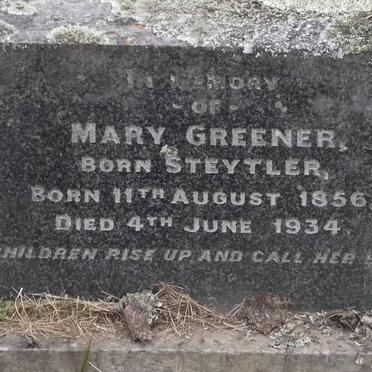 IN MEMORY
- OF -
MARY GREENER,
BORN STEYTLER,
BORN 11TH AUGUST 1856
DIED 4TH JUNE 1934.
CHILDREN RISE UP AND CALL HER